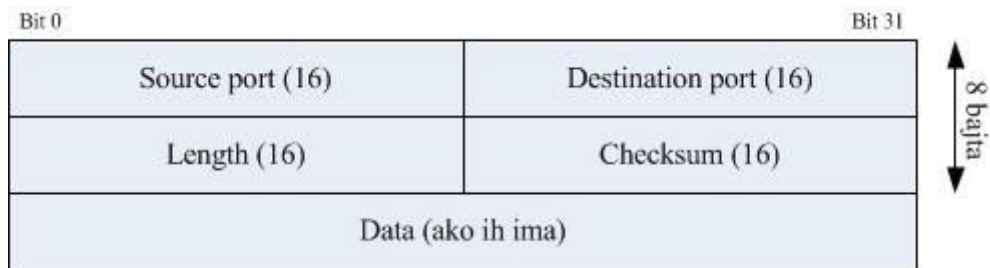 Bit 0 Bit 31
Source port (16) Destination port (16)
Length (16) Checksum (16)
Data (ako ih ima)
8 bajta